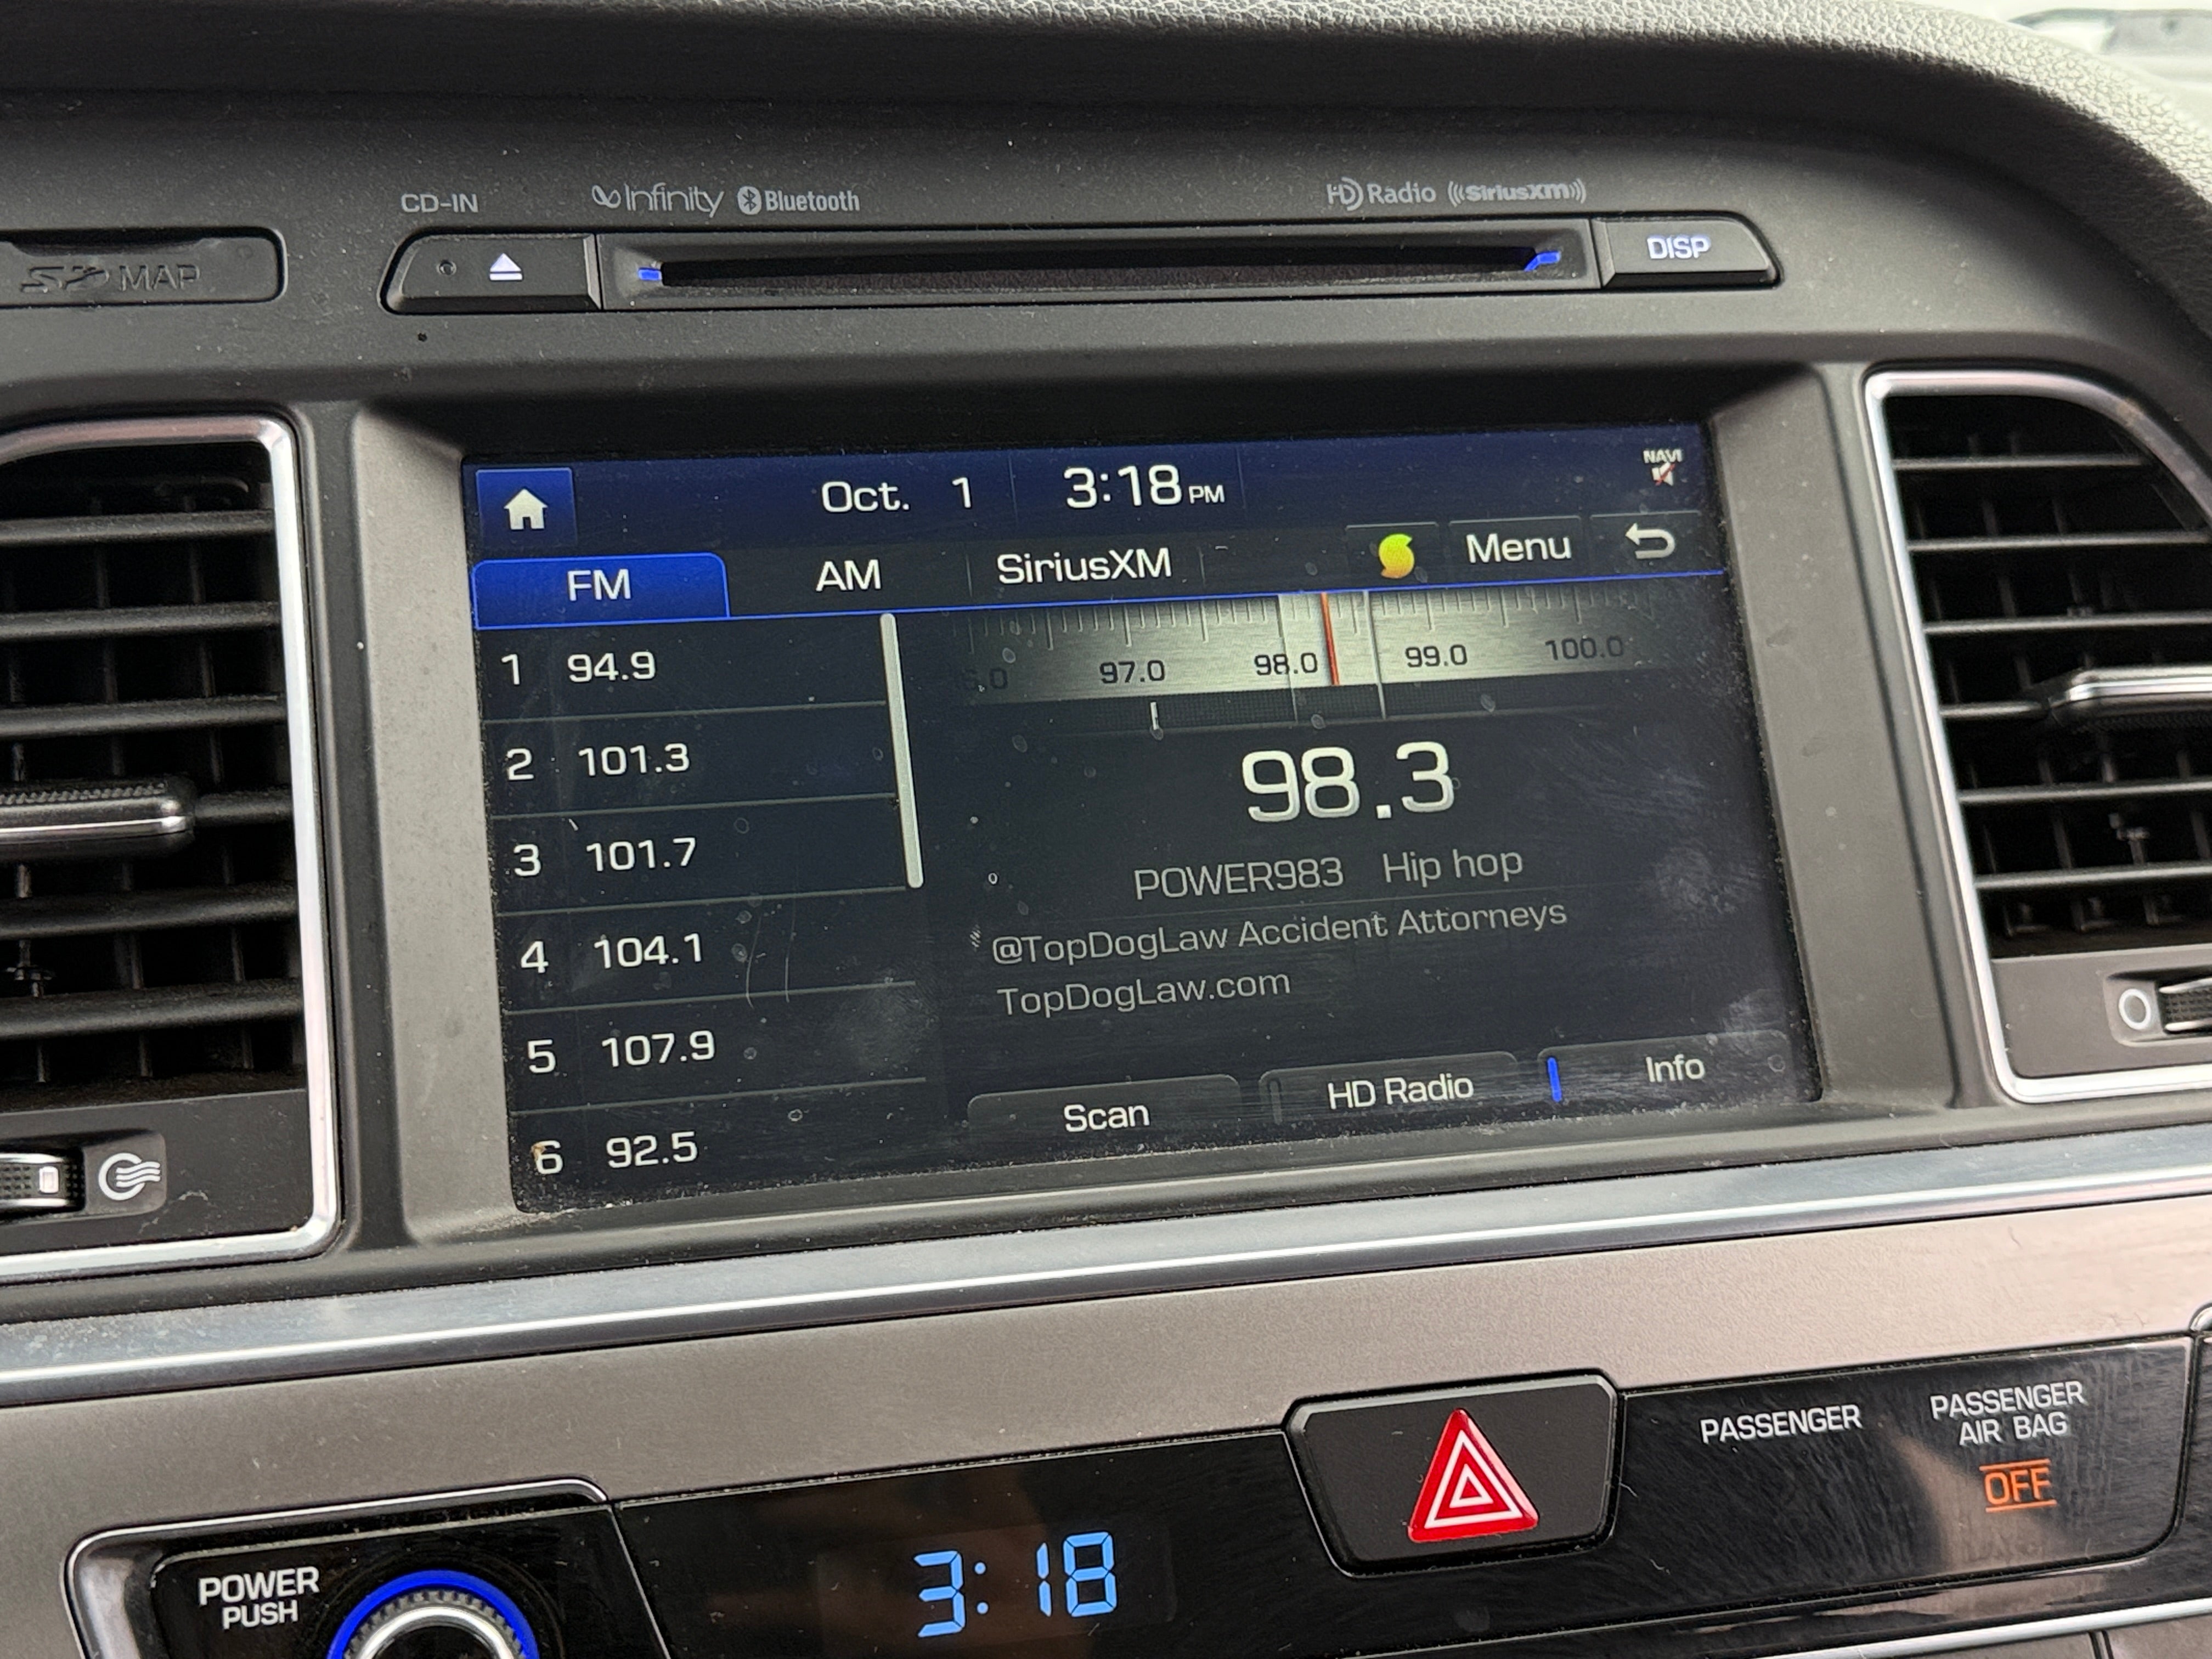 CD-IN
Infinity Bluetooth
HD Radio ((SiriusXM))
SD MAP
DISP
NAVI
Oct. 1 3:18 PM
FM AM SiriusXM Menu
97.0 98.0 99.0 100.0
1 94.9
2 101.3
3 101.7
4 104.1
5 107.9
6 92.5
98.3
POWER983 Hip hop
@TopDogLaw Accident Attorneys
TopDogLaw.com
Scan HD Radio Info
PASSENGER
PASSENGER
AIR BAG
OFF
POWER
PUSH
3:18